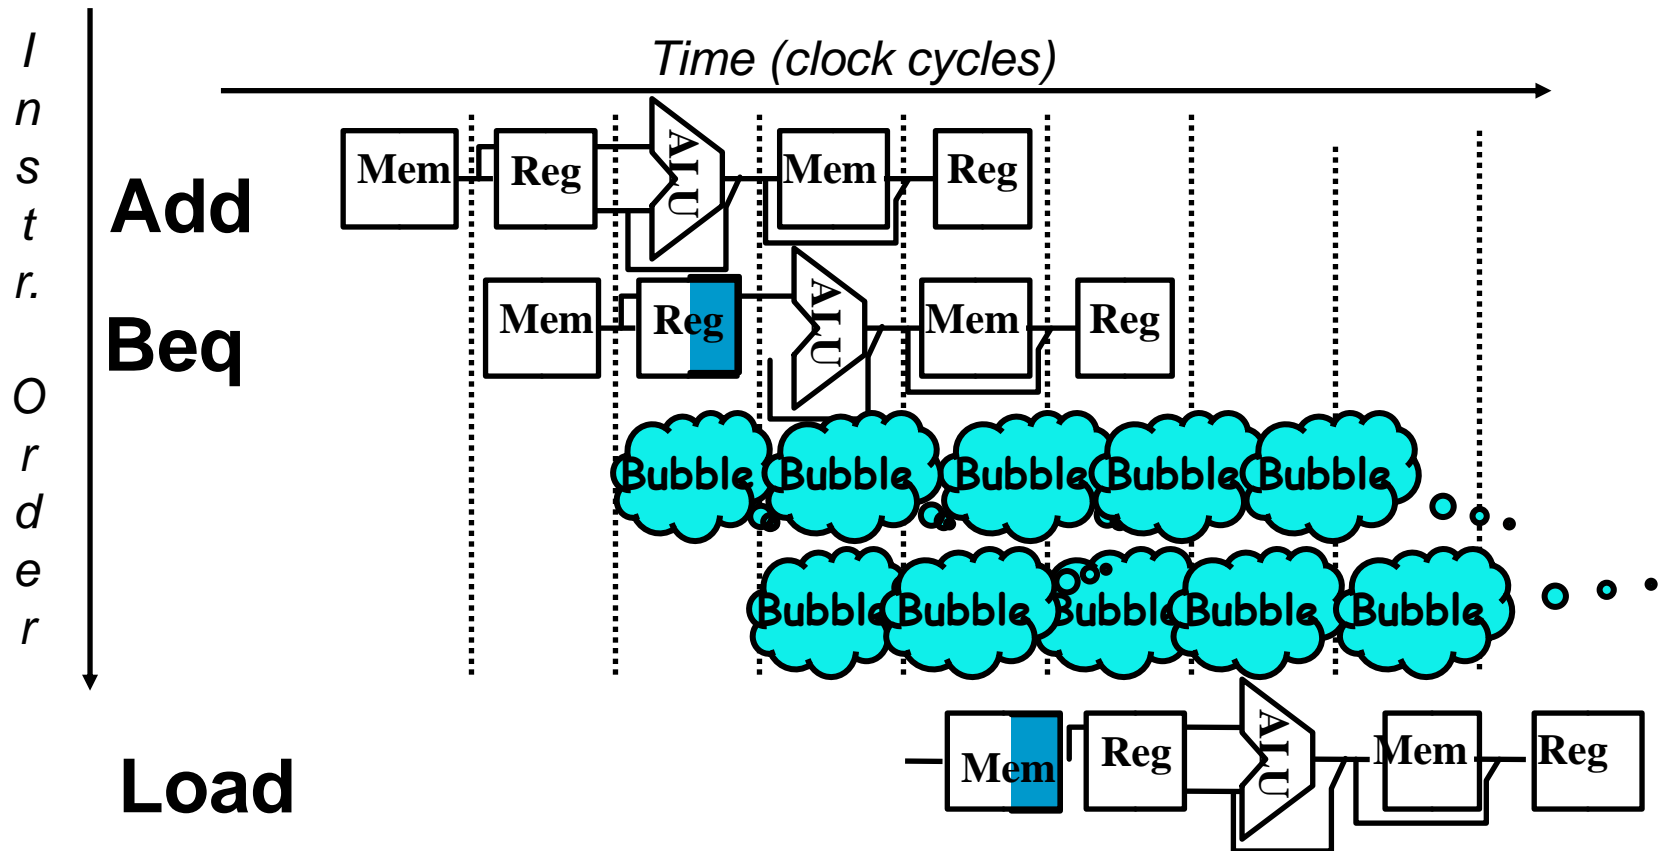 Instr. Order
Time (clock cycles)
Add
Mem Reg ALU Mem Reg
Beq
Mem Reg ALU Mem Reg
Bubble Bubble Bubble Bubble Bubble
Bubble Bubble Bubble Bubble Bubble
Load
Mem Reg ALU Mem Reg